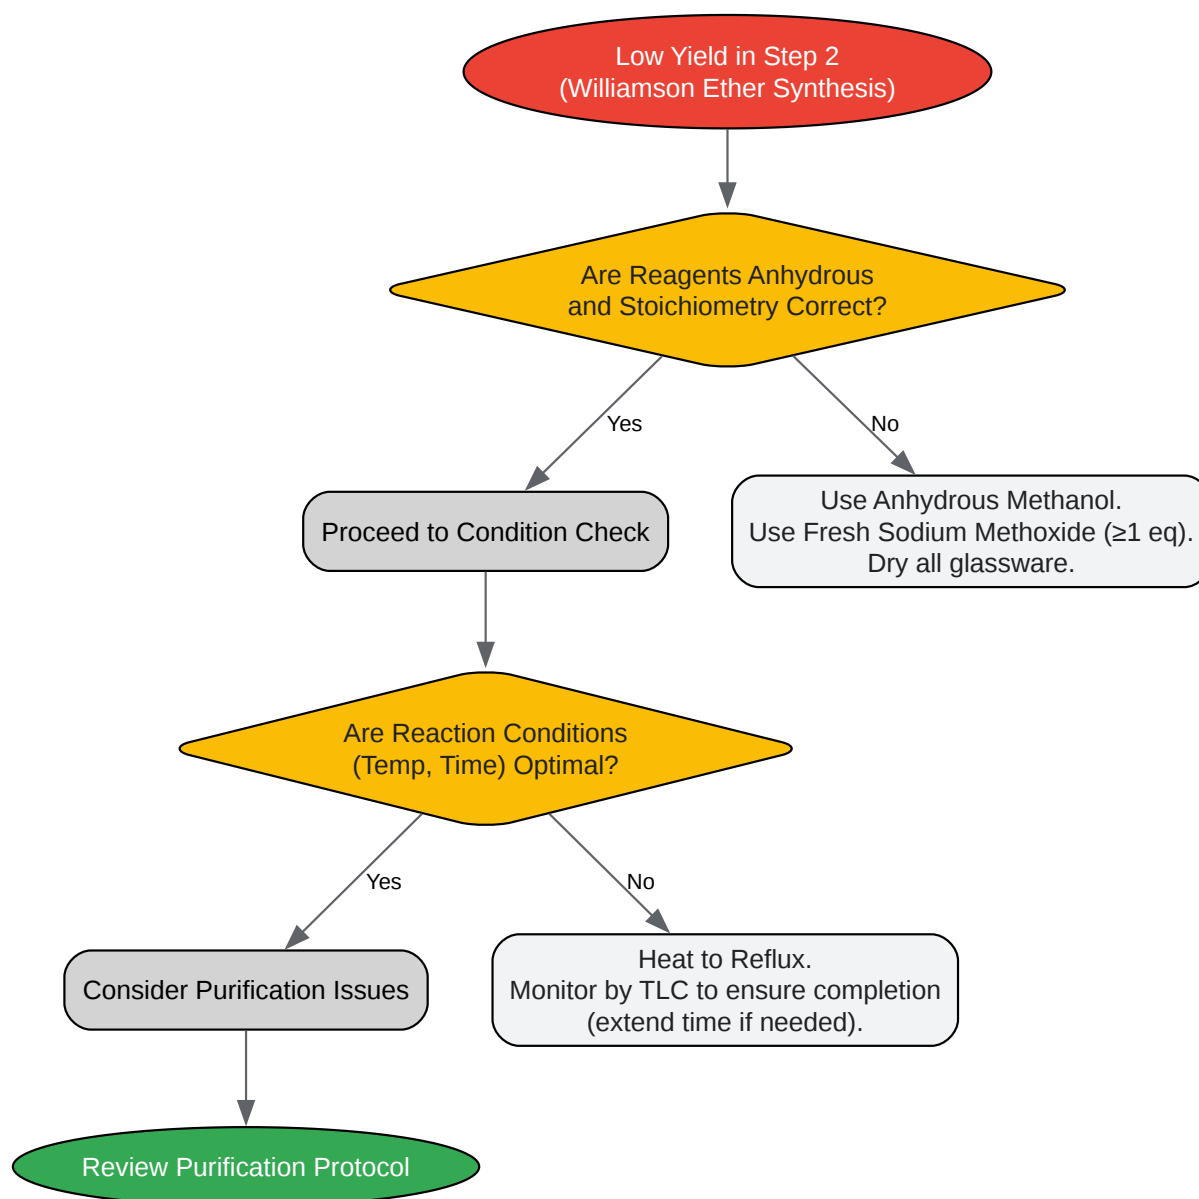 Low Yield in Step 2
(Williamson Ether Synthesis)
Are Reagents Anhydrous
and Stoichiometry Correct?
Yes
No
Proceed to Condition Check
Use Anhydrous Methanol.
Use Fresh Sodium Methoxide (≥1 eq).
Dry all glassware.
Are Reaction Conditions
(Temp, Time) Optimal?
Yes
No
Consider Purification Issues
Heat to Reflux.
Monitor by TLC to ensure completion
(extend time if needed).
Review Purification Protocol